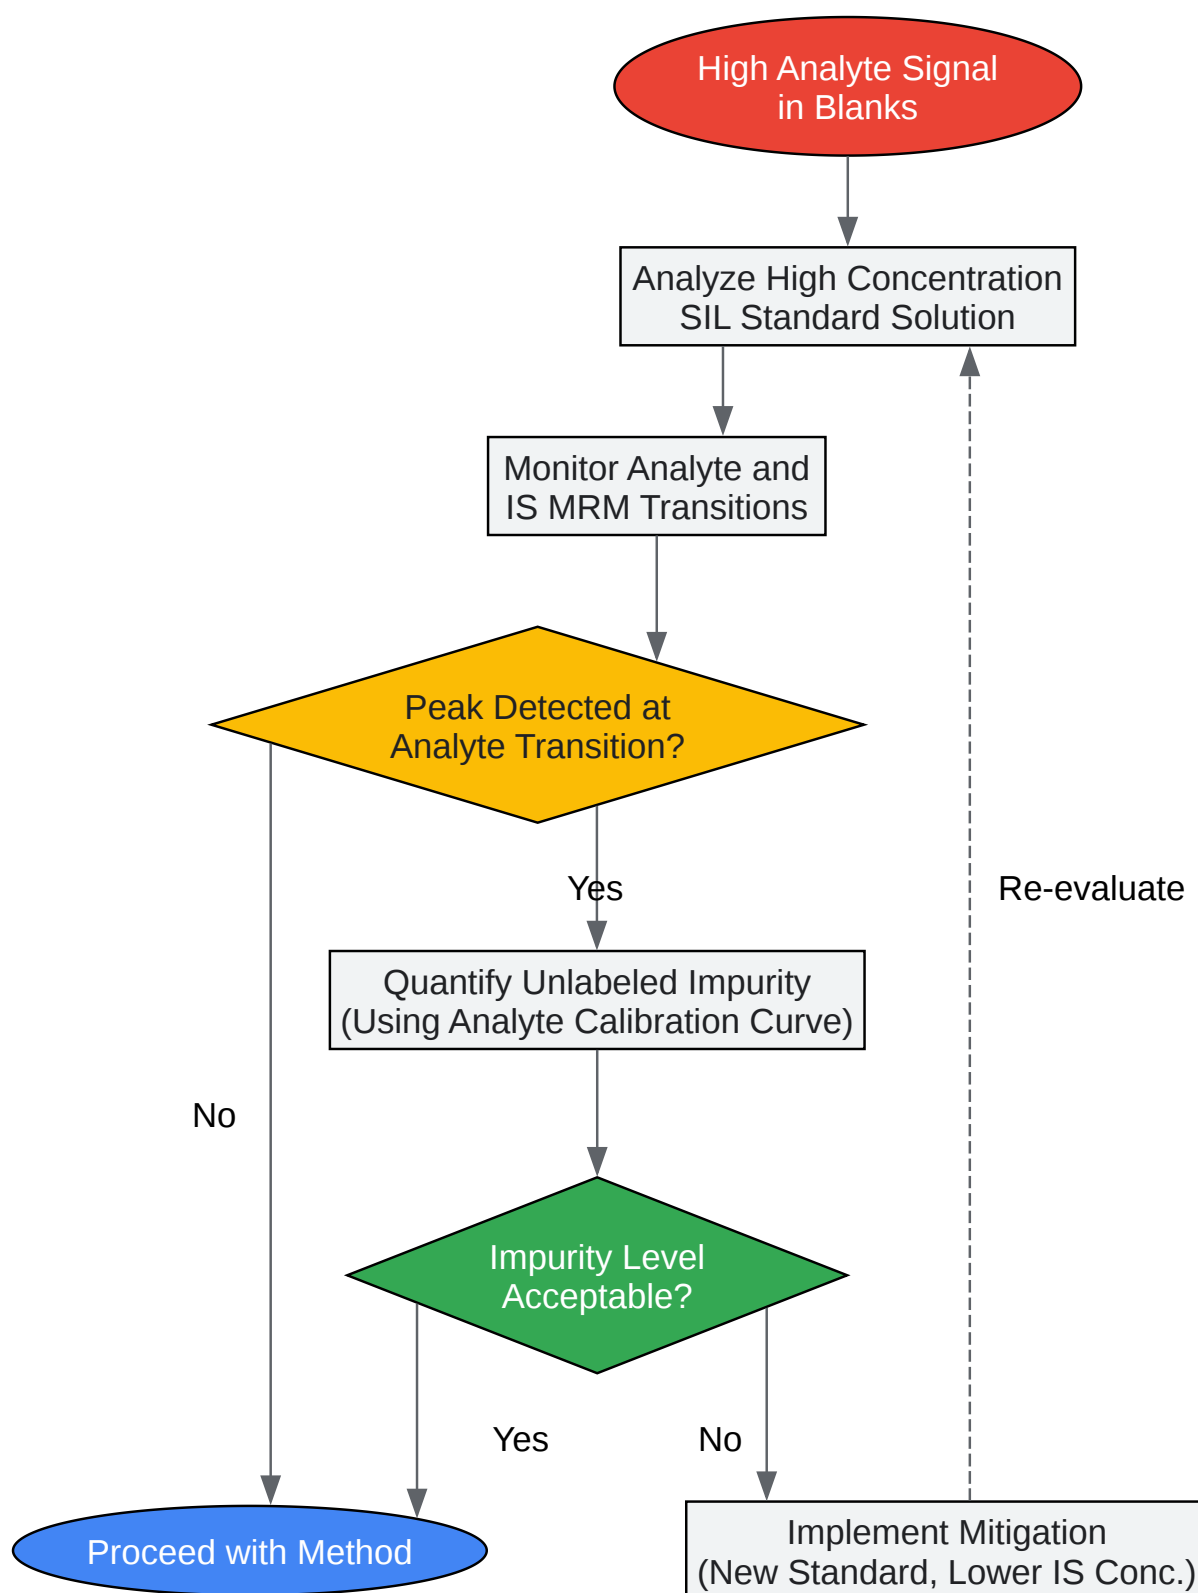 High Analyte Signal
in Blanks
Analyze High Concentration
SIL Standard Solution
Monitor Analyte and
IS MRM Transitions
Peak Detected at
Analyte Transition?
Yes
Re-evaluate
Quantify Unlabeled Impurity
(Using Analyte Calibration Curve)
No
Impurity Level
Acceptable?
Yes
No
Proceed with Method
Implement Mitigation
(New Standard, Lower IS Conc.)